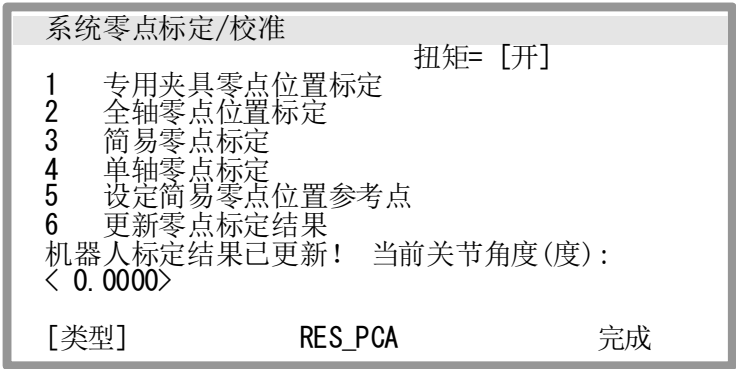 系统零点标定/校准
扭矩= [开]
1 专用夹具零点位置标定
2 全轴零点位置标定
3 简易零点标定
4 单轴零点标定
5 设定简易零点位置参考点
6 更新零点标定结果
机器人标定结果已更新! 当前关节角度(度):
< 0.0000>
[类型] RES_PCA 完成